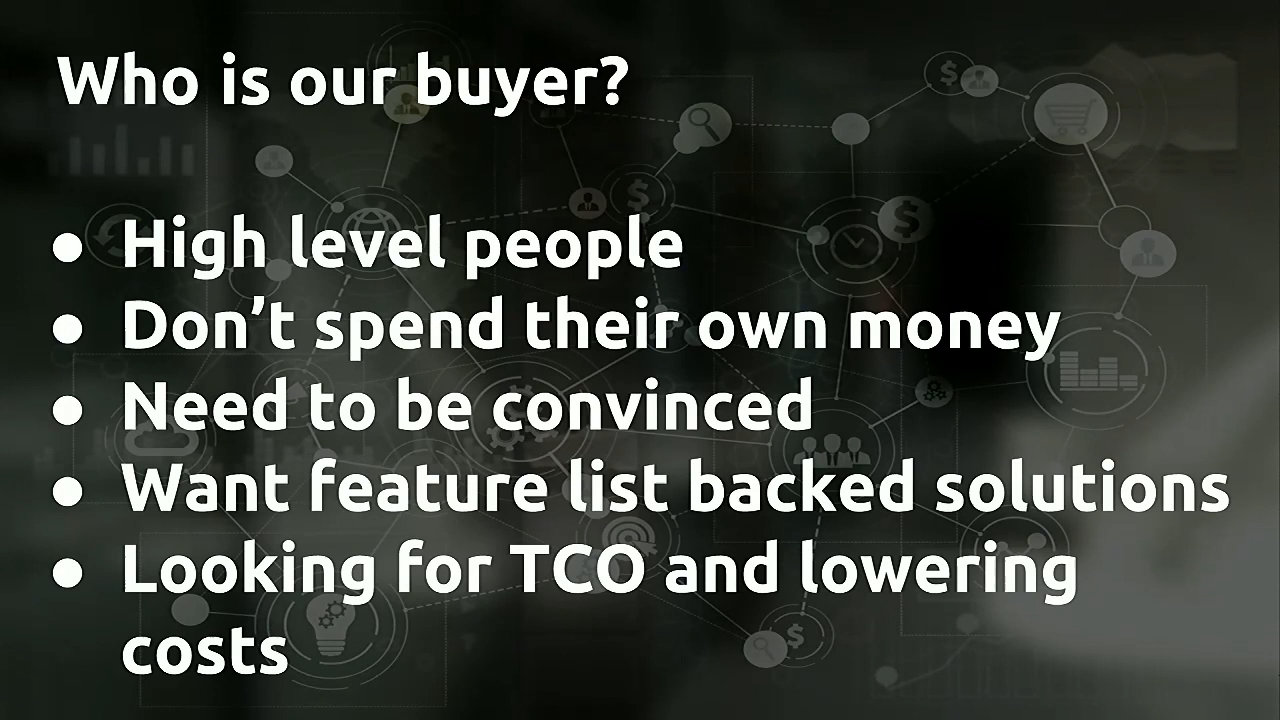 Who is our buyer?
● High level people
● Don’t spend their own money
● Need to be convinced
● Want feature list backed solutions
● Looking for TCO and lowering
costs